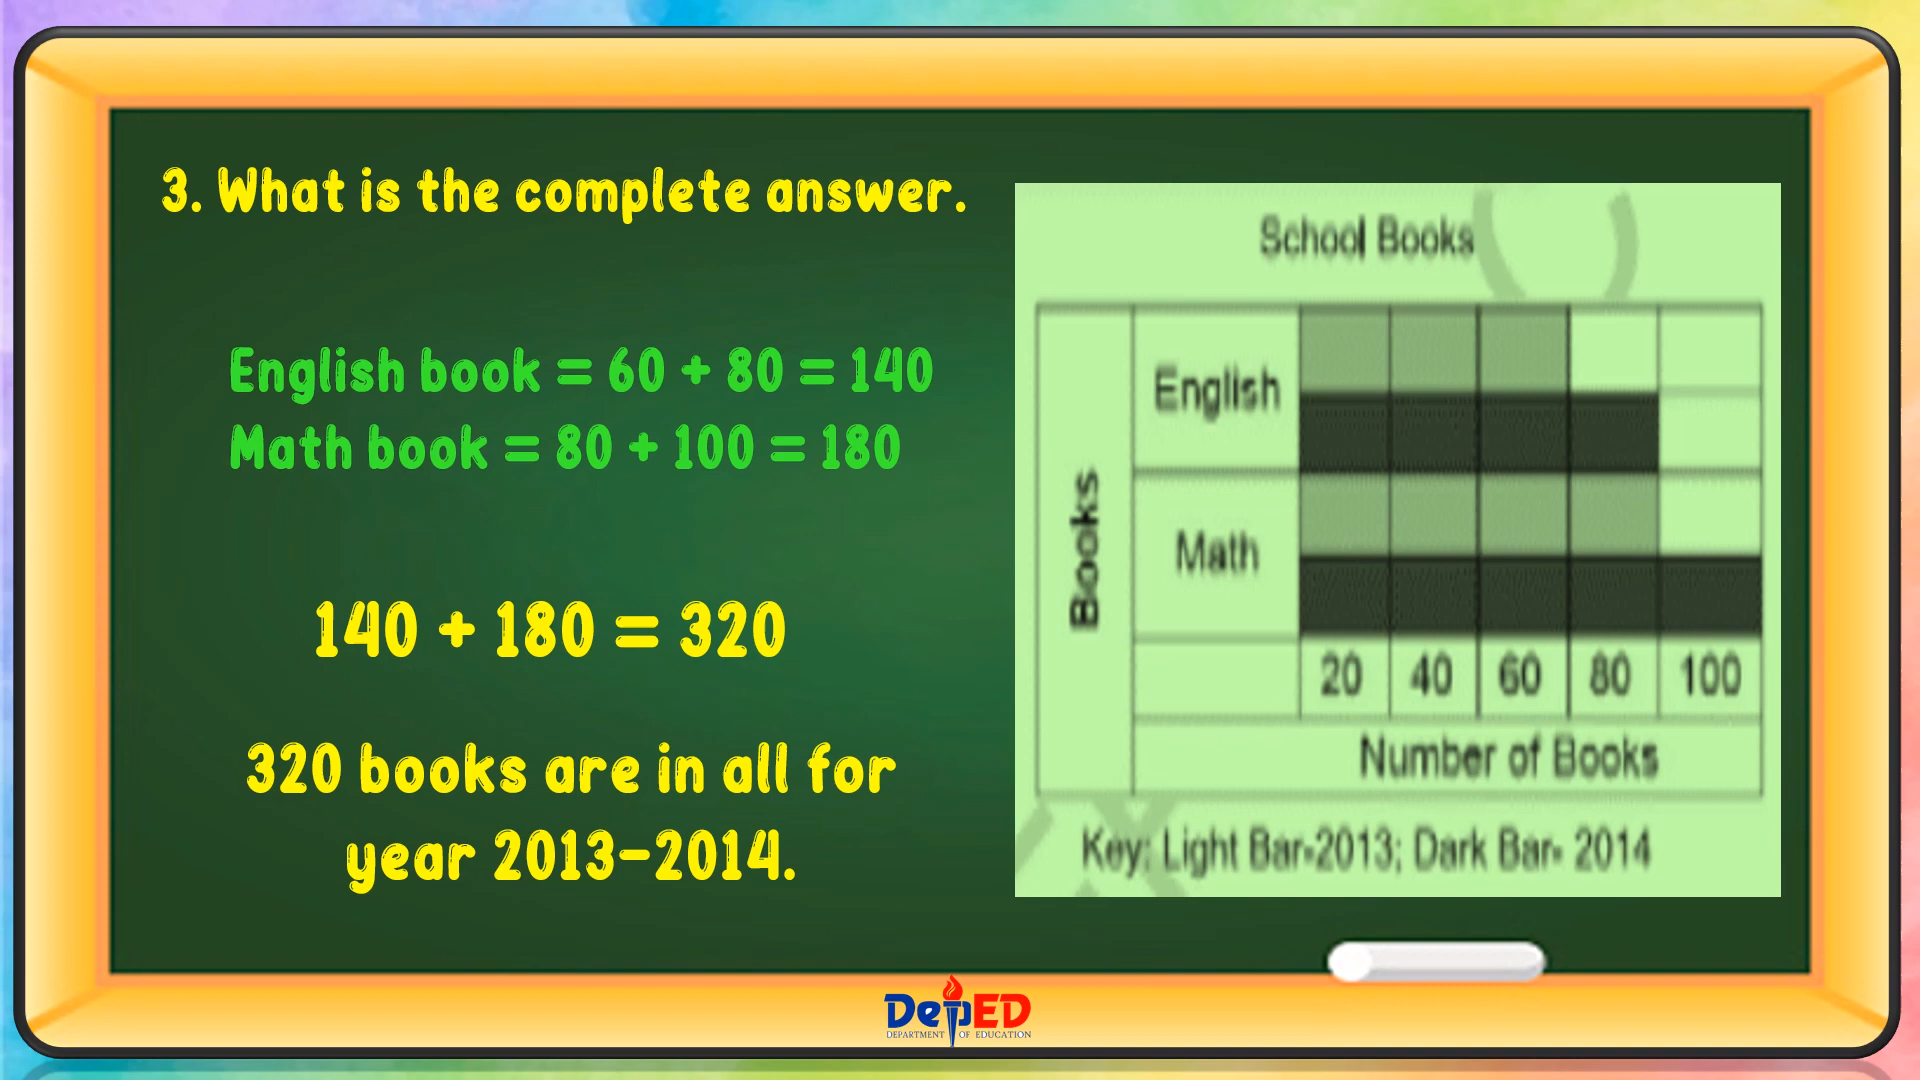 3. What is the complete answer.
English book = 60 + 80 = 140
Math book = 80 + 100 = 180
140 + 180 = 320
320 books are in all for
year 2013-2014.
School Books
Books
English
Math
20 40 60 80 100
Number of Books
Key: Light Bar-2013; Dark Bar- 2014
DepED
DEPARTMENT OF EDUCATION